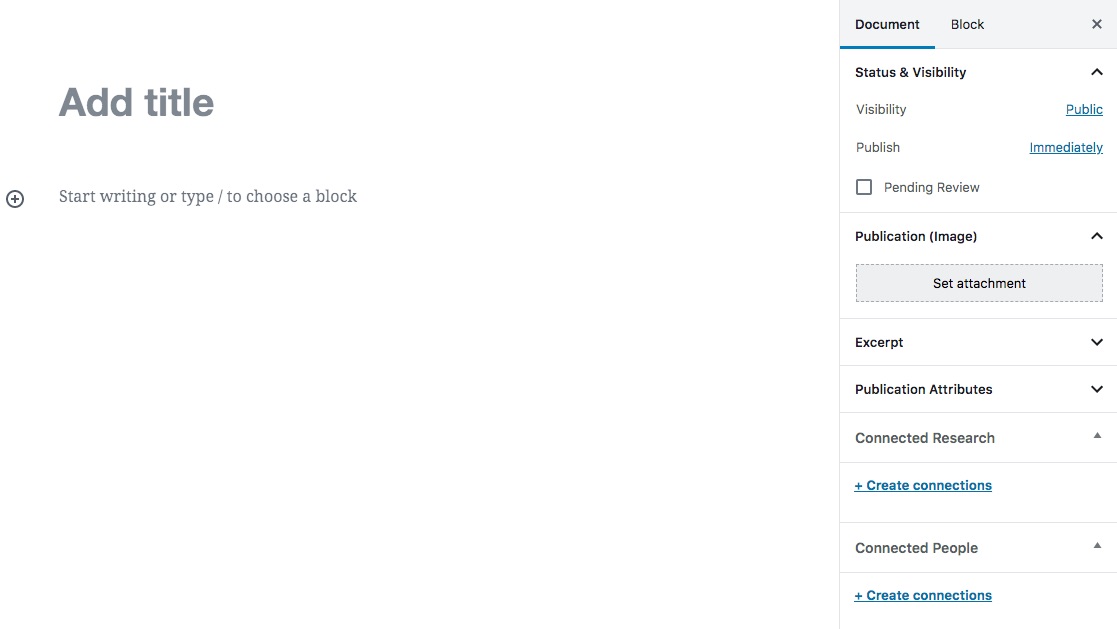 Add title
Start writing or type / to choose a block
Document Block
Status & Visibility
Visibility Public
Publish Immediately
Pending Review
Publication (Image)
Set attachment
Excerpt
Publication Attributes
Connected Research
+ Create connections
Connected People
+ Create connections